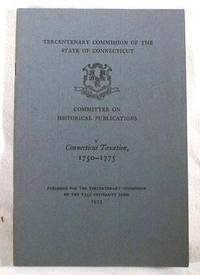 TERCENTENARY COMMISSION OF THE
STATE OF CONNECTICUT
COMMITTEE ON
HISTORICAL PUBLICATIONS
Connecticut Taxation,
1750–1775
PUBLISHED FOR THE TERCENTENARY COMMISSION
BY THE YALE UNIVERSITY PRESS
1933